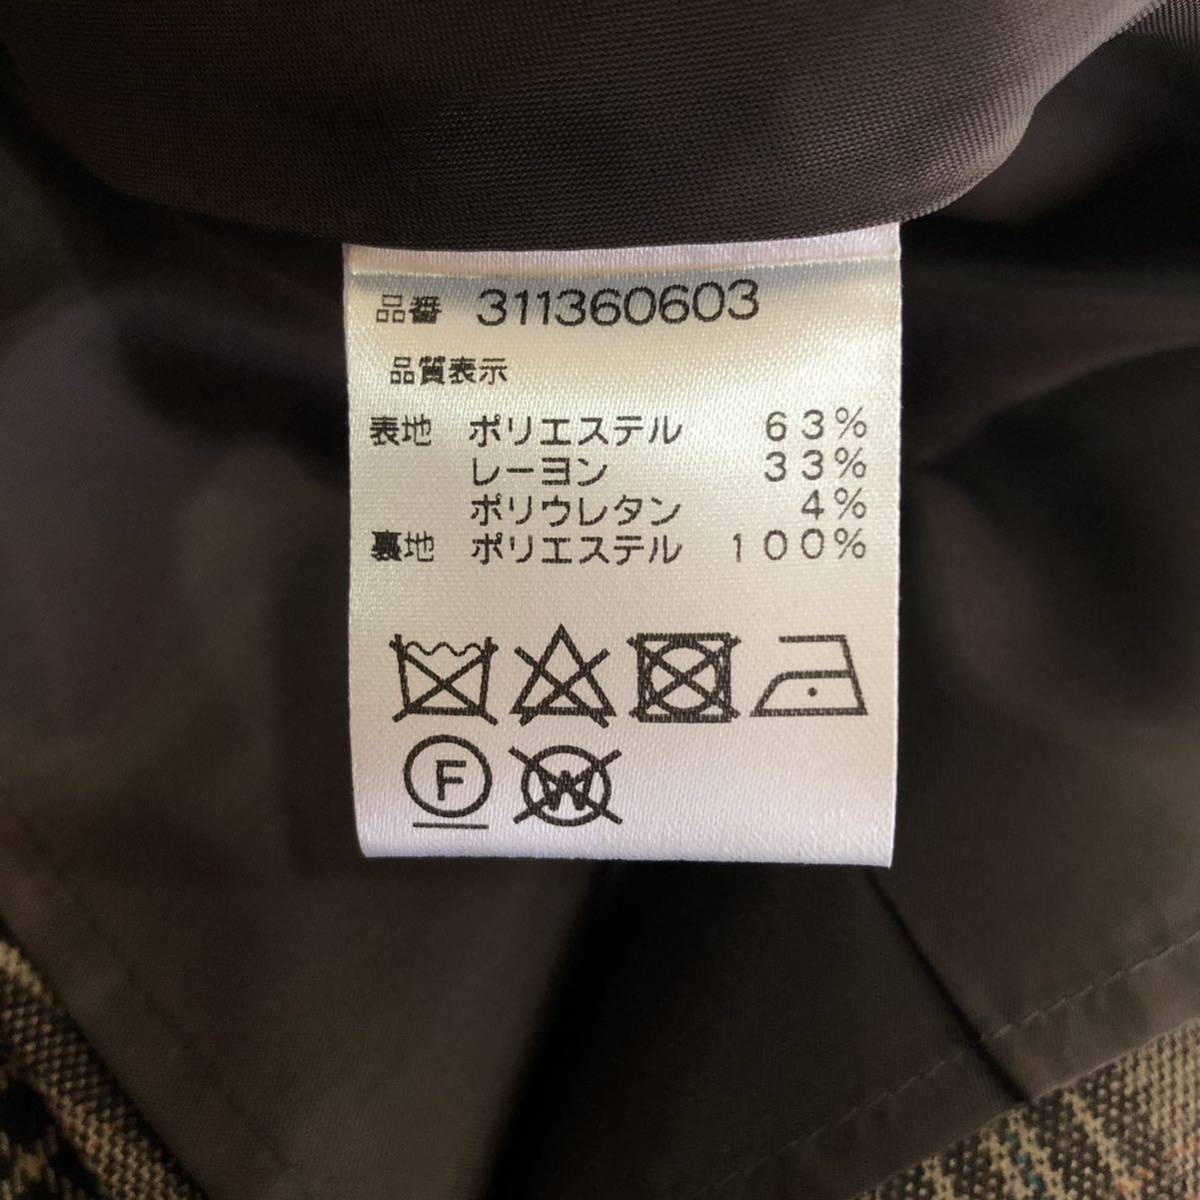 品番 311360603
品質表示
表地 ポリエステル 63%
レーヨン 33%
ポリウレタン 4%
裏地 ポリエステル 100%
F W